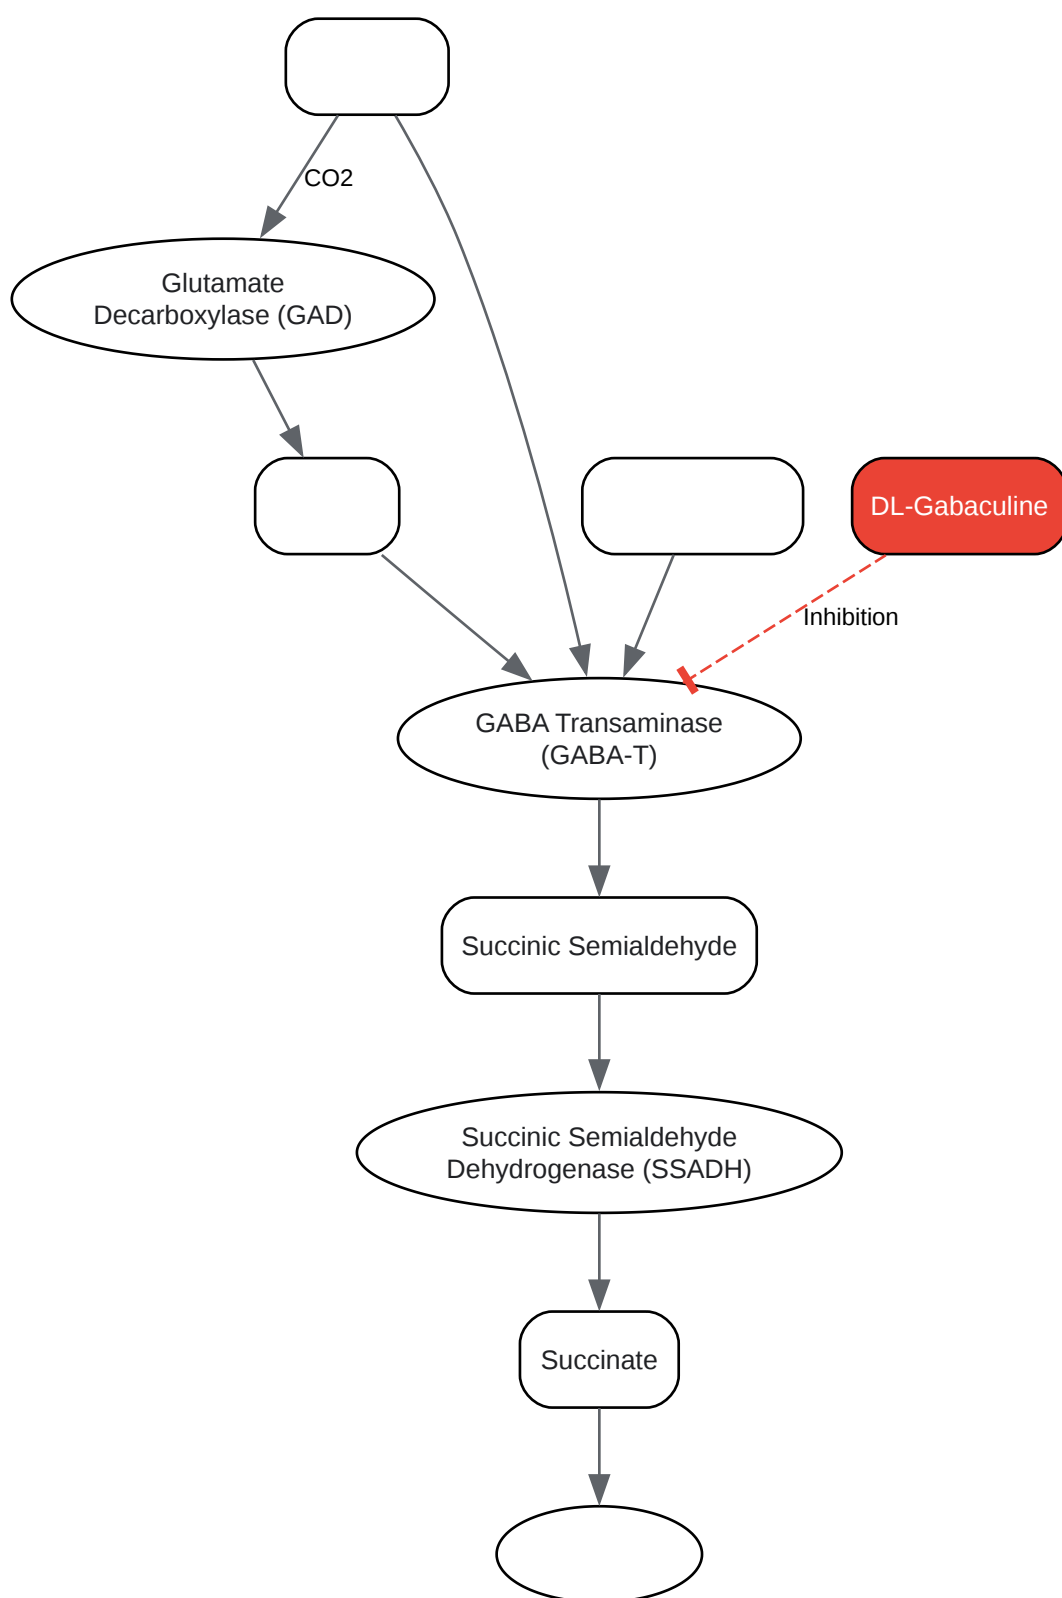 CO2
Glutamate
Decarboxylase (GAD)
DL-Gabaculine
Inhibition
GABA Transaminase
(GABA-T)
Succinic Semialdehyde
Succinic Semialdehyde
Dehydrogenase (SSADH)
Succinate